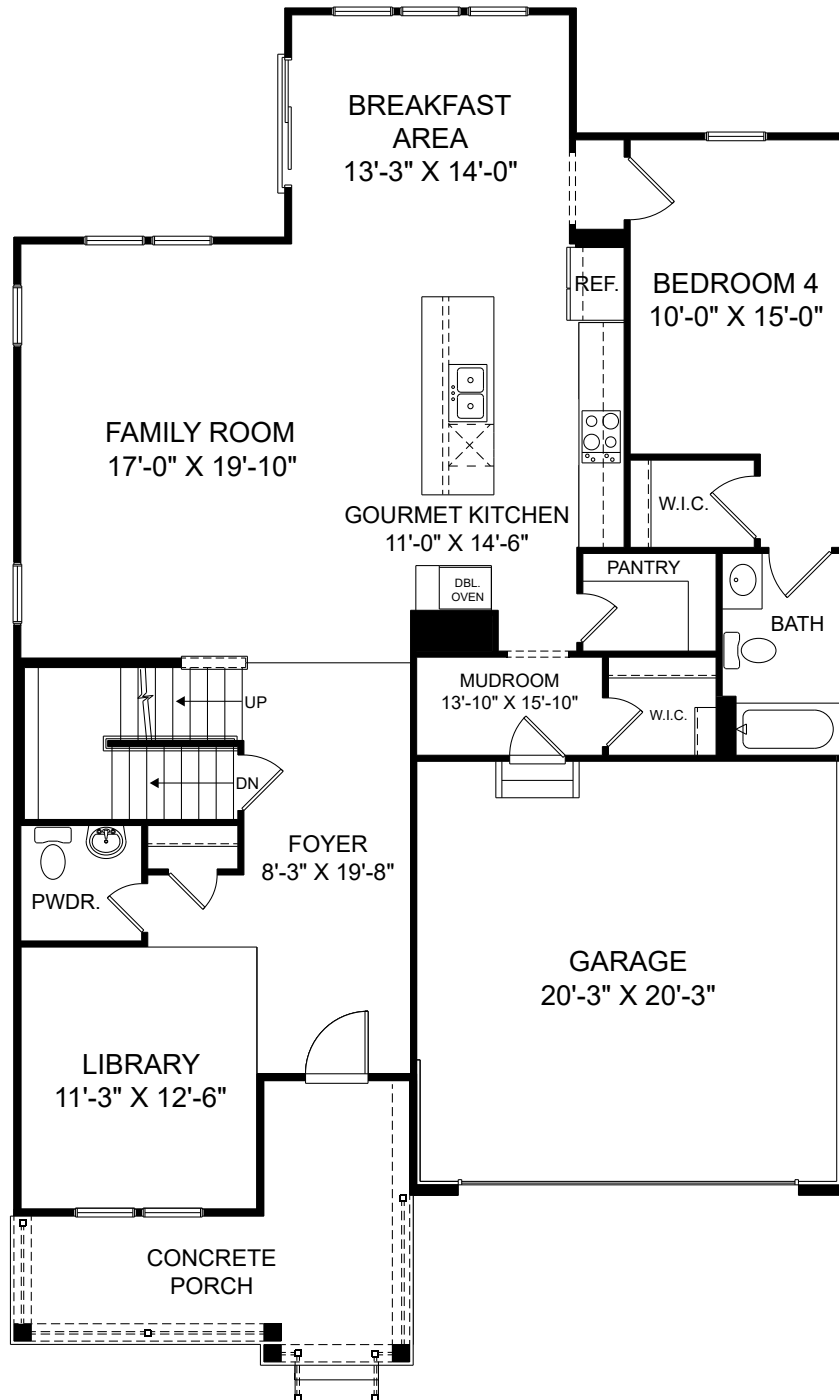 BREAKFAST
AREA
13'-3" X 14'-0"
REF.
BEDROOM 4
10'-0" X 15'-0"
FAMILY ROOM
17'-0" X 19'-10"
W.I.C.
GOURMET KITCHEN
11'-0" X 14'-6"
PANTRY
DBL.
OVEN
BATH
MUDROOM
13'-10" X 15'-10"
W.I.C.
UP
DN
FOYER
8'-3" X 19'-8"
PWDR.
GARAGE
20'-3" X 20'-3"
LIBRARY
11'-3" X 12'-6"
CONCRETE
PORCH